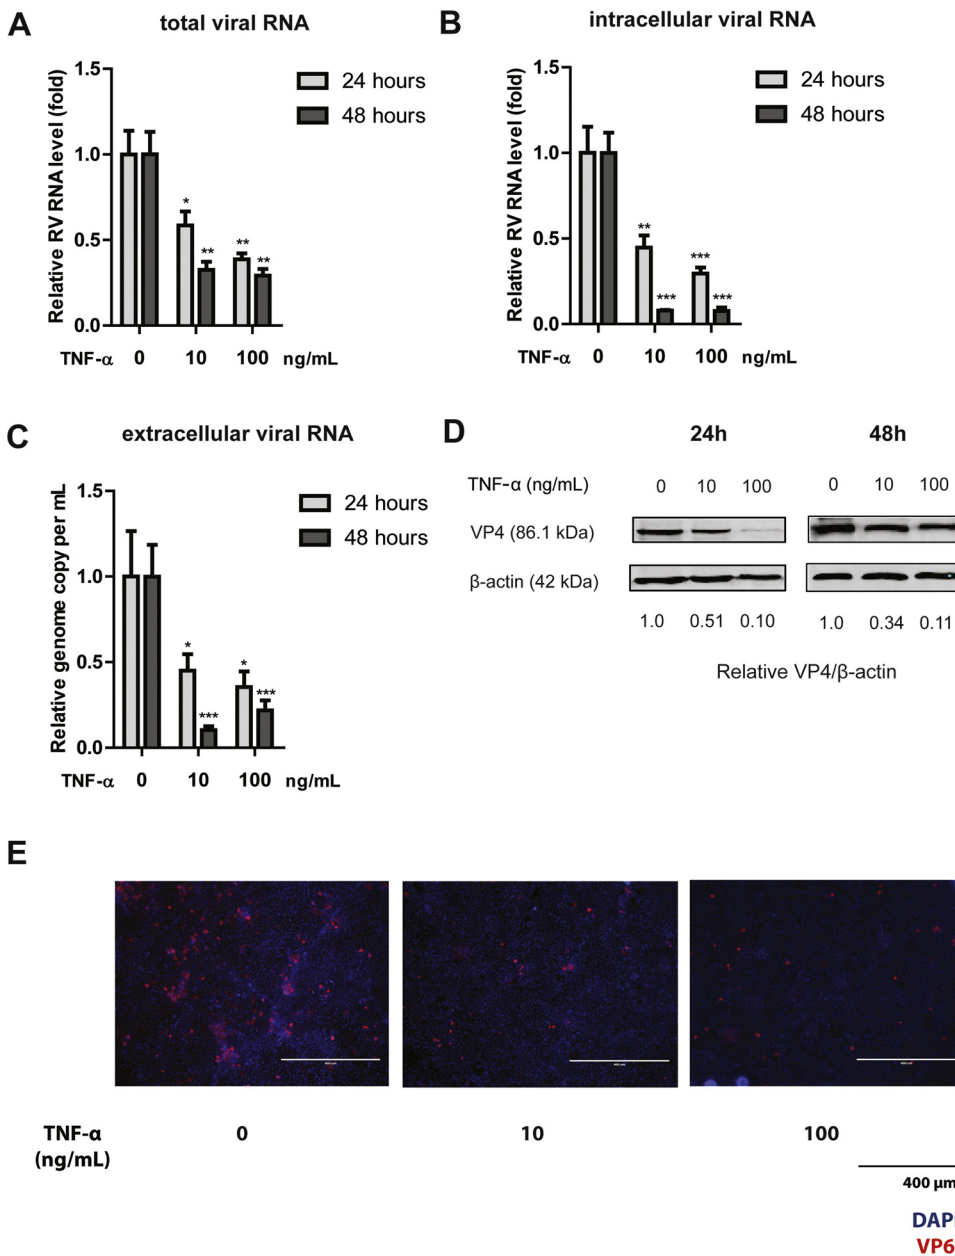 A
total viral RNA
Relative RV RNA level (fold)
1.5
1.0
0.5
0.0
24 hours
48 hours
*
**
**
**
TNF-α 0 10 100 ng/mL
B
intracellular viral RNA
Relative RV RNA level (fold)
1.5
1.0
0.5
0.0
24 hours
48 hours
**
***
***
***
TNF-α 0 10 100 ng/mL
C
extracellular viral RNA
Relative genome copy per mL
1.5
1.0
0.5
0.0
24 hours
48 hours
*
***
*
***
TNF-α 0 10 100 ng/mL
D
24h 48h
TNF-α (ng/mL) 0 10 100 0 10 100
VP4 (86.1 kDa)
β-actin (42 kDa)
1.0 0.51 0.10 1.0 0.34 0.11
Relative VP4/β-actin
E
TNF-α
(ng/mL)
0 10 100
400 μm
DAPI
VP6